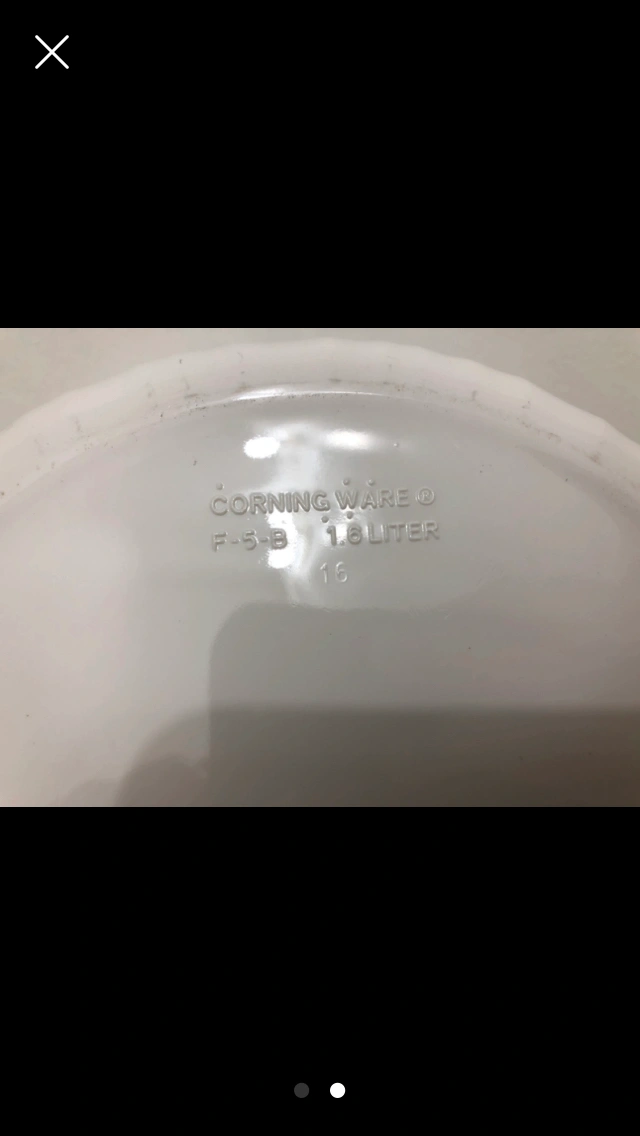 CORNING WARE ®
F-5-B 1.6 LITER
16